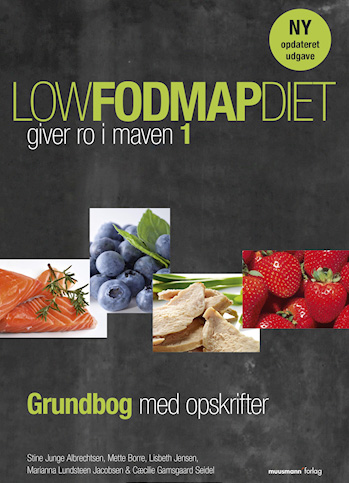 NY
opdateret
udgave
LOWFODMAPDIET
giver ro i maven 1
Grundbog med opskrifter
Stine Junge Albrechtsen, Mette Borre, Lisbeth Jensen,
Marianna Lundsteen Jacobsen & Cæcilie Gamsgaard Seidel
muusmann'forlag